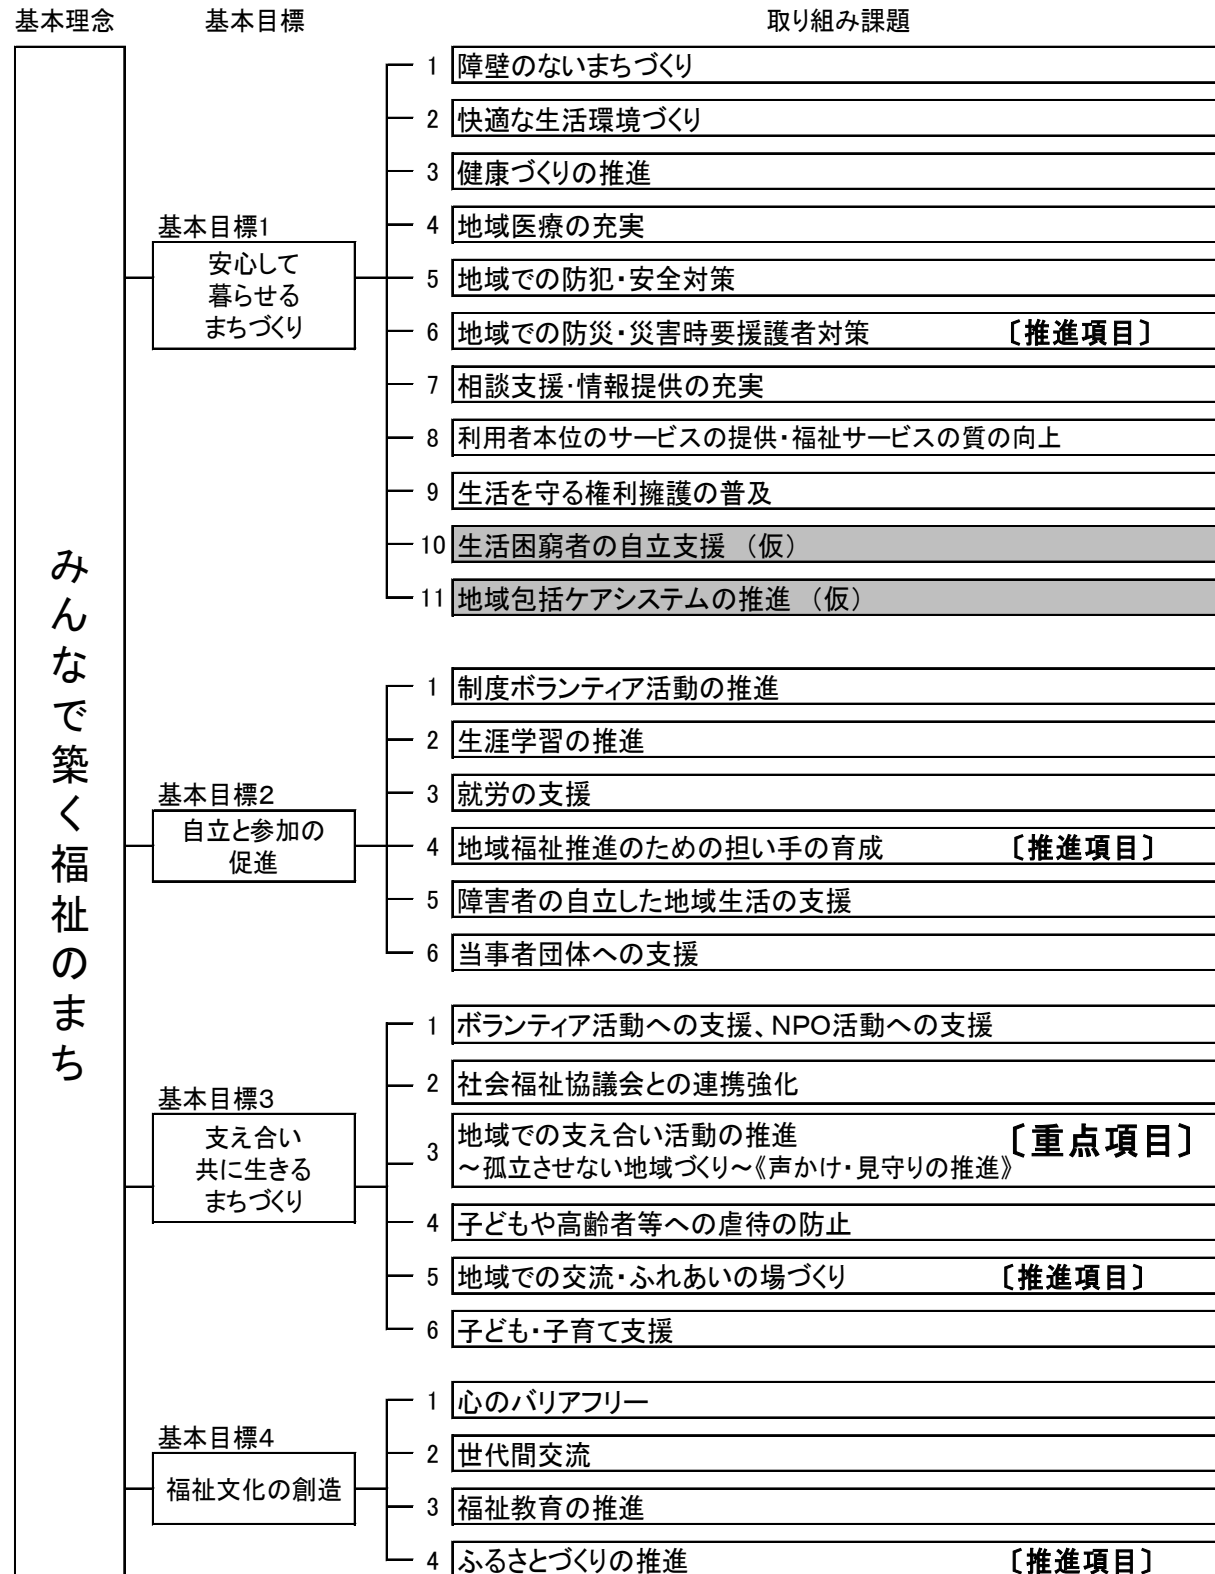 基本理念 基本目標 取り組み課題
みんなで築く福祉のまち
基本目標1
安心して
暮らせる
まちづくり
1 障壁のないまちづくり
2 快適な生活環境づくり
3 健康づくりの推進
4 地域医療の充実
5 地域での防犯・安全対策
6 地域での防災・災害時要援護者対策 〔推進項目〕
7 相談支援・情報提供の充実
8 利用者本位のサービスの提供・福祉サービスの質の向上
9 生活を守る権利擁護の普及
10 生活困窮者の自立支援 （仮）
11 地域包括ケアシステムの推進 （仮）
基本目標2
自立と参加の
促進
1 制度ボランティア活動の推進
2 生涯学習の推進
3 就労の支援
4 地域福祉推進のための担い手の育成 〔推進項目〕
5 障害者の自立した地域生活の支援
6 当事者団体への支援
基本目標3
支え合い
共に生きる
まちづくり
1 ボランティア活動への支援、NPO活動への支援
2 社会福祉協議会との連携強化
3 地域での支え合い活動の推進 〔重点項目〕
～孤立させない地域づくり～《声かけ・見守りの推進》
4 子どもや高齢者等への虐待の防止
5 地域での交流・ふれあいの場づくり 〔推進項目〕
6 子ども・子育て支援
基本目標4
福祉文化の創造
1 心のバリアフリー
2 世代間交流
3 福祉教育の推進
4 ふるさとづくりの推進 〔推進項目〕